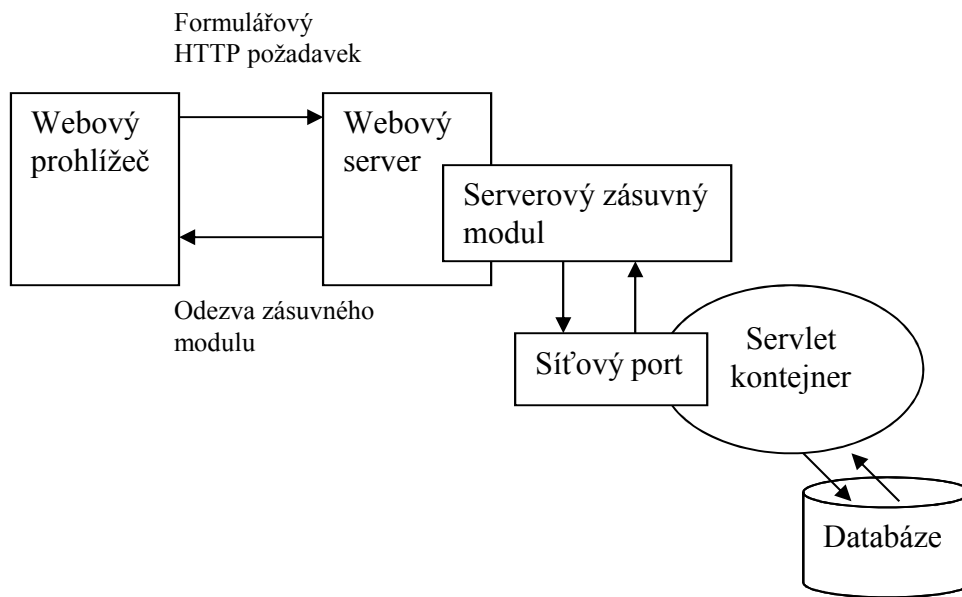 Formulářový
HTTP požadavek
Webový
prohlížeč
Webový
server
Serverový zásuvný
modul
Odezva zásuvného
modulu
Síťový port
Servlet
kontejner
Databáze